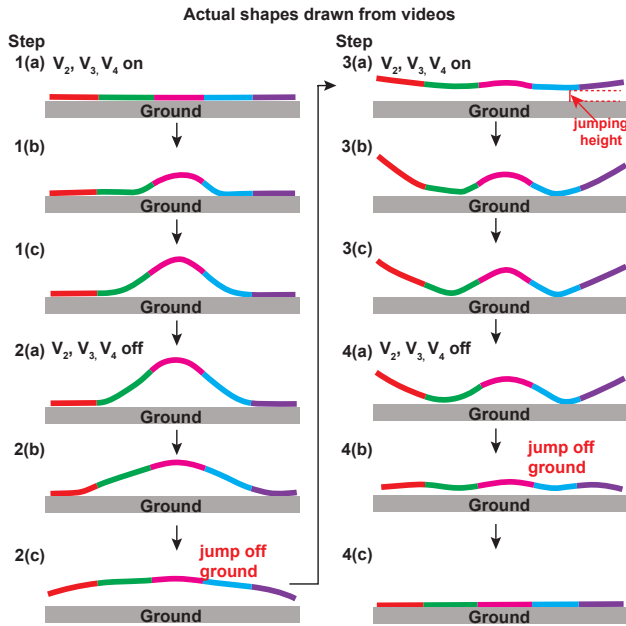 Actual shapes drawn from videos
Step
1(a) V2, V3, V4 on
Ground
1(b)
Ground
1(c)
Ground
2(a) V2, V3, V4 off
Ground
2(b)
Ground
2(c)
jump off
ground
Ground
Step
3(a) V2, V3, V4 on
Ground
jumping
height
3(b)
Ground
3(c)
Ground
4(a) V2, V3, V4 off
Ground
4(b)
jump off
ground
Ground
4(c)
Ground